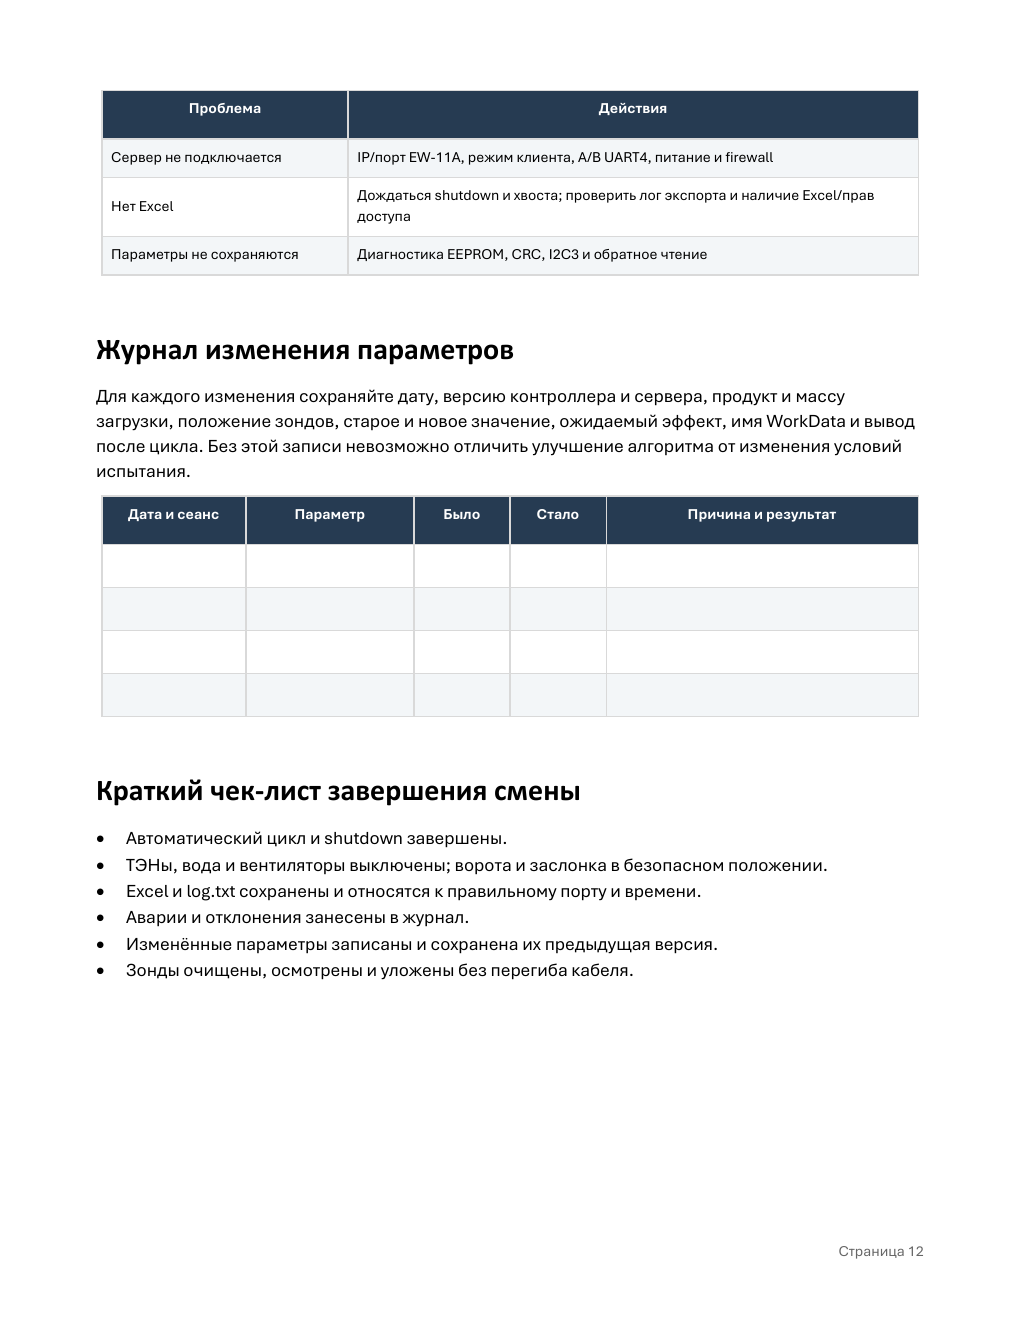 Проблема
Действия
Сервер не подключается
IP/порт EW-11A, режим клиента, A/B UART4, питание и firewall
Нет Excel
Дождаться shutdown и хвоста; проверить лог экспорта и наличие Excel/прав
доступа
Параметры не сохраняются
Диагностика EEPROM, CRC, I2C3 и обратное чтение
Журнал изменения параметров
Для каждого изменения сохраняйте дату, версию контроллера и сервера, продукт и массу
загрузки, положение зондов, старое и новое значение, ожидаемый эффект, имя WorkData и вывод
после цикла. Без этой записи невозможно отличить улучшение алгоритма от изменения условий
испытания.
Дата и сеанс
Параметр
Было
Стало
Причина и результат
Краткий чек-лист завершения смены
• Автоматический цикл и shutdown завершены.
• ТЭНы, вода и вентиляторы выключены; ворота и заслонка в безопасном положении.
• Excel и log.txt сохранены и относятся к правильному порту и времени.
• Аварии и отклонения занесены в журнал.
• Изменённые параметры записаны и сохранена их предыдущая версия.
• Зонды очищены, осмотрены и уложены без перегиба кабеля.
Страница 12